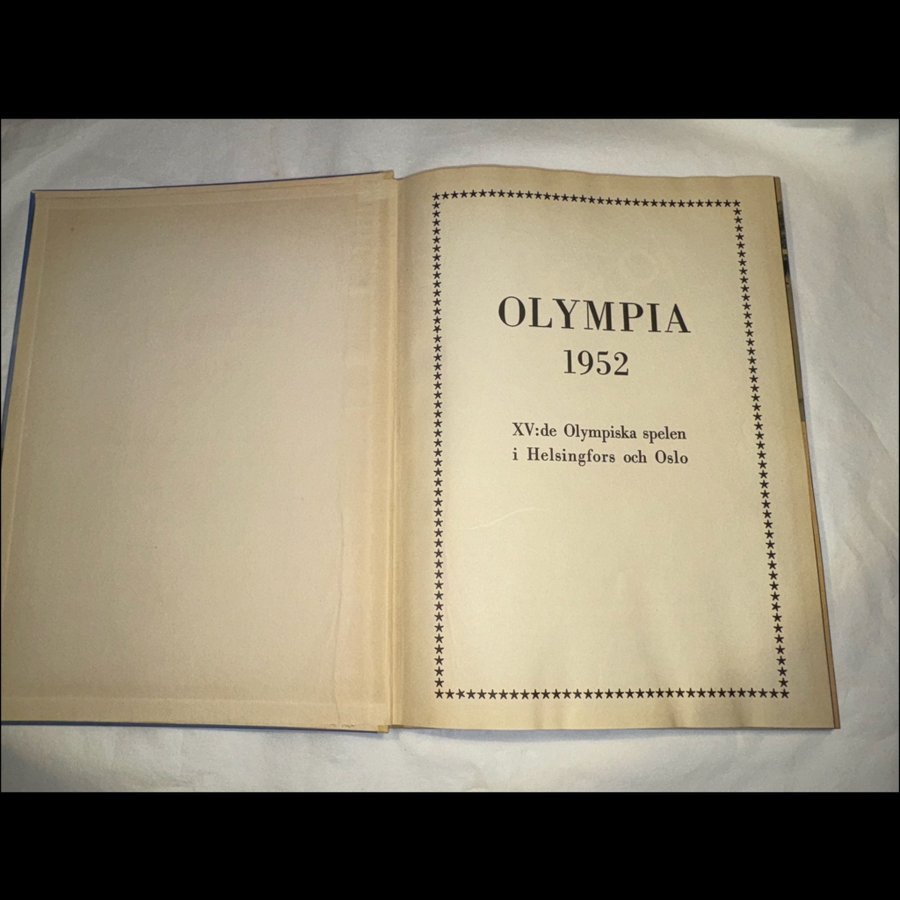 OLYMPIA
1952
XV:de Olympiska spelen
i Helsingfors och Oslo